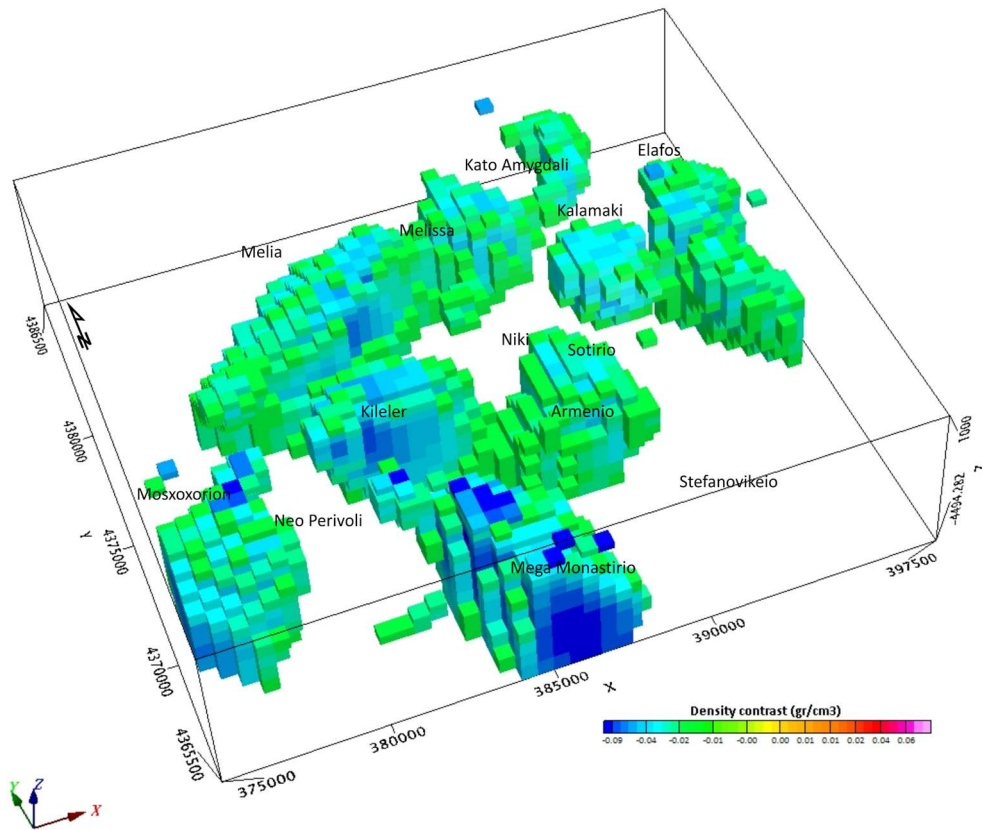 Elafos
Kato Amygdali
Kalamaki
Melissa
Melia
4386500
N
Niki
Sotirio
Kileler
Armenio
4380000
1000
Z
-4494.282
Stefanovikeio
Mosxoxorion
Neo Perivoli
Y
4375000
Mega Monastirio
397500
390000
4370000
385000
X
380000
4365500
375000
Density contrast (gr/cm3)
-0.09 -0.04 -0.02 -0.01 -0.00 0.00 0.01 0.02 0.04 0.06
Y Z X